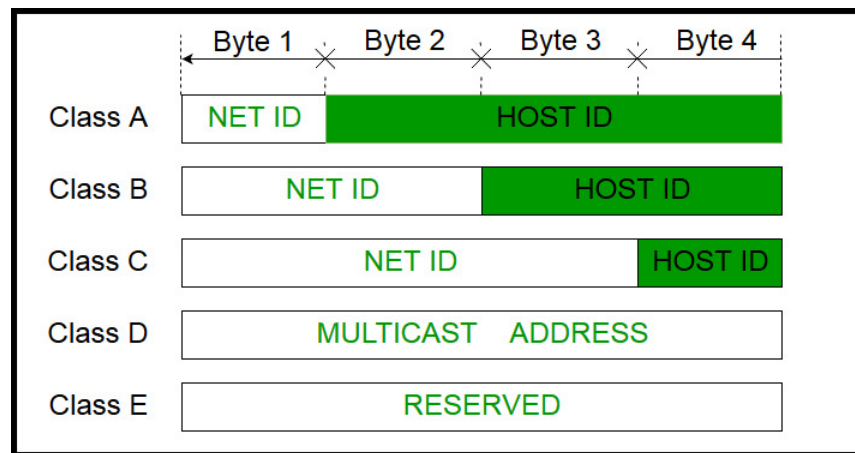 Byte 1 Byte 2 Byte 3 Byte 4
Class A NET ID HOST ID
Class B NET ID HOST ID
Class C NET ID HOST ID
Class D MULTICAST ADDRESS
Class E RESERVED